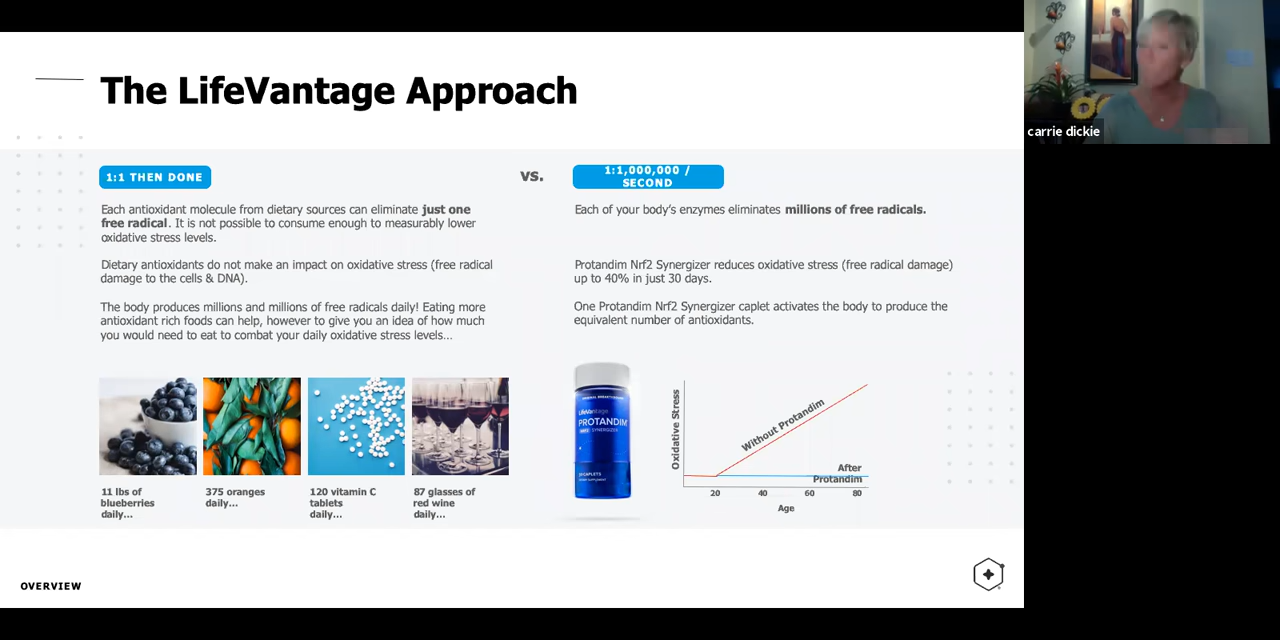 The LifeVantage Approach
carrie dickie
1:1 THEN DONE
VS.
1:1,000,000 /
SECOND
Each antioxidant molecule from dietary sources can eliminate just one
free radical. It is not possible to consume enough to measurably lower
oxidative stress levels.
Dietary antioxidants do not make an impact on oxidative stress (free radical
damage to the cells & DNA).
The body produces millions and millions of free radicals daily! Eating more
antioxidant rich foods can help, however to give you an idea of how much
you would need to eat to combat your daily oxidative stress levels...
Each of your body's enzymes eliminates millions of free radicals.
Protandim Nrf2 Synergizer reduces oxidative stress (free radical damage)
up to 40% in just 30 days.
One Protandim Nrf2 Synergizer caplet activates the body to produce the
equivalent number of antioxidants.
11 lbs of
blueberries
daily...
375 oranges
daily...
120 vitamin C
tablets
daily...
87 glasses of
red wine
daily...
LifeVantage
PROTANDIM
SYNERGIZER
Oxidative Stress
Without Protandim
After
Protandim
20
40
60
80
Age
OVERVIEW